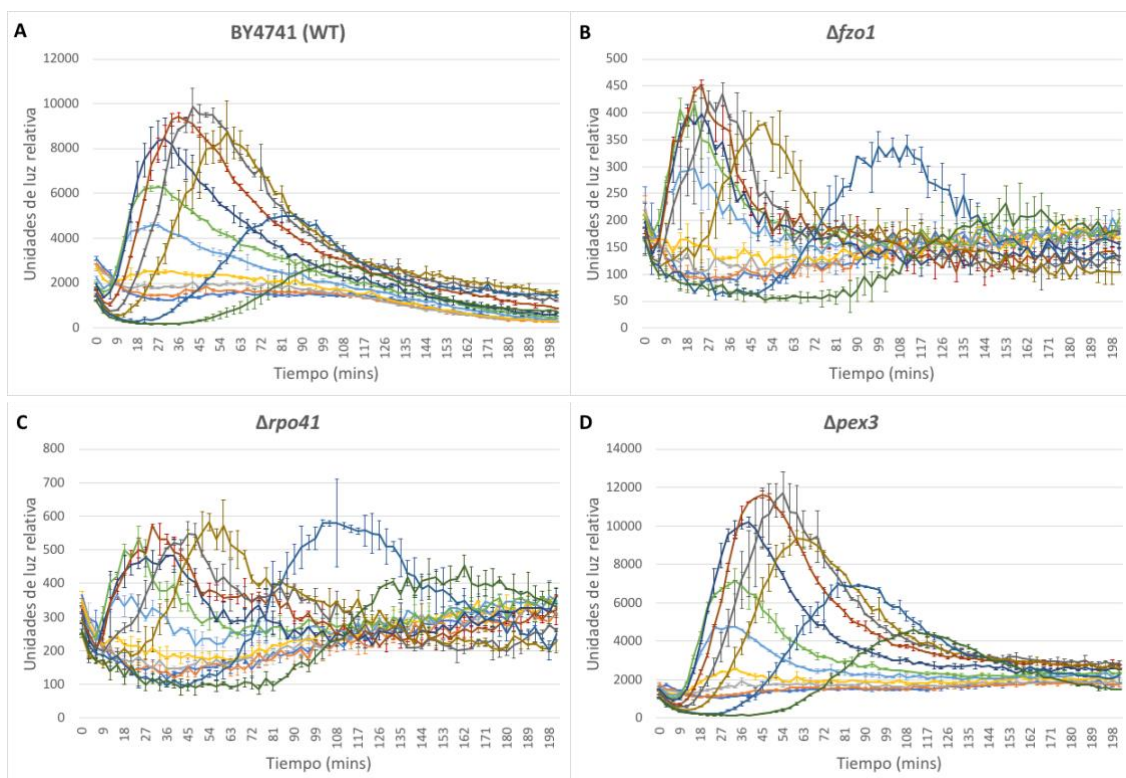 A
BY4741 (WT)
Unidades de luz relativa
12000
10000
8000
6000
4000
2000
0
0 9 18 27 36 45 54 63 72 81 90 99 108 117 126 135 144 153 162 171 180 189 198
Tiempo (mins)
B
Δfzo1
Unidades de luz relativa
500
450
400
350
300
250
200
150
100
50
0
0 9 18 27 36 45 54 63 72 81 90 99 108 117 126 135 144 153 162 171 180 189 198
Tiempo (mins)
C
Δrpo41
Unidades de luz relativa
800
700
600
500
400
300
200
100
0
0 9 18 27 36 45 54 63 72 81 90 99 108 117 126 135 144 153 162 171 180 189 198
Tiempo (mins)
D
Δpex3
Unidades de luz relativa
14000
12000
10000
8000
6000
4000
2000
0
0 9 18 27 36 45 54 63 72 81 90 99 108 117 126 135 144 153 162 171 180 189 198
Tiempo (mins)